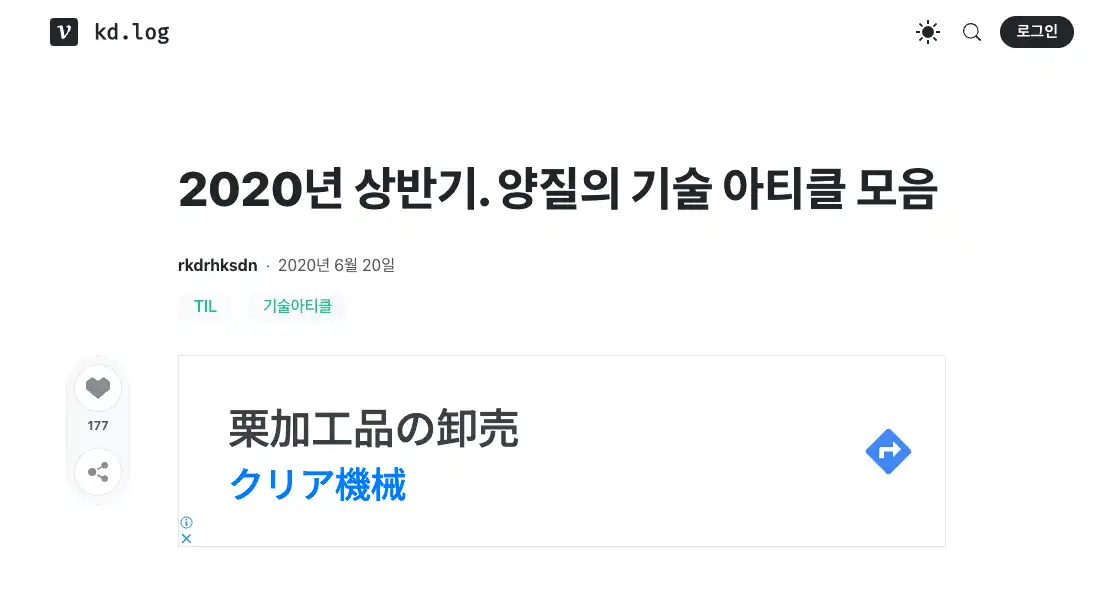 kd.log
로그인
2020년 상반기. 양질의 기술 아티클 모음
rkdrhksdn · 2020년 6월 20일
TIL 기술아티클
177
栗加工品の卸売
クリア機械